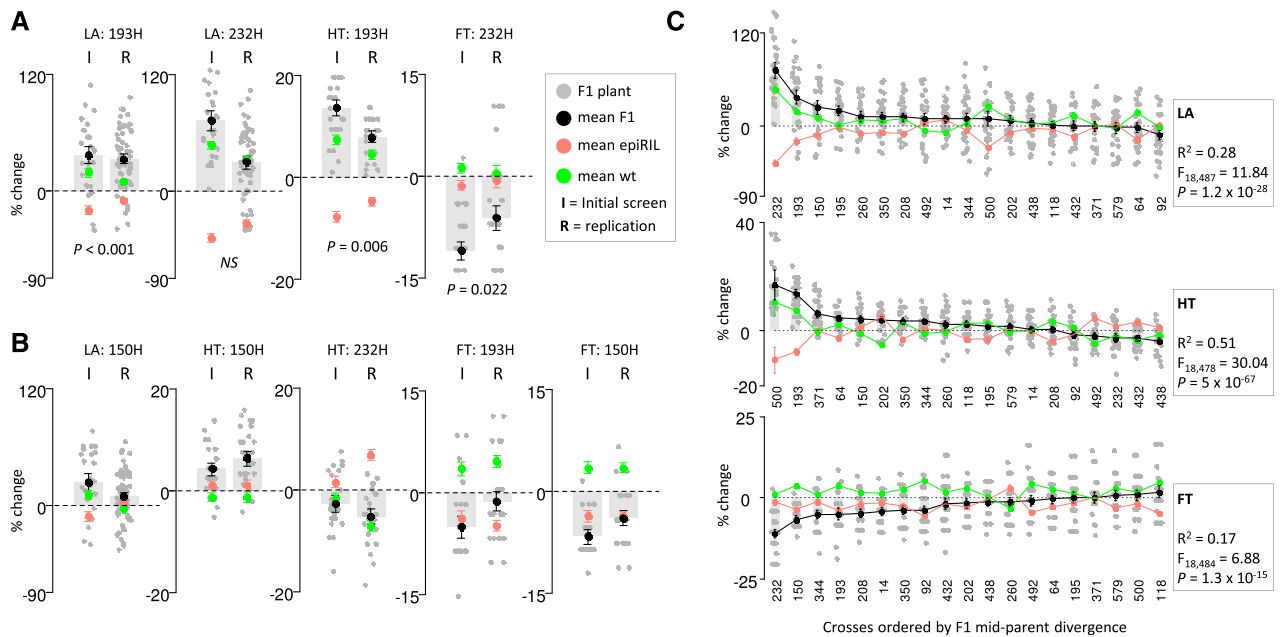 A
LA: 193H
LA: 232H
HT: 193H
FT: 232H
I R
I R
I R
I R
120
0
-90
% change
P < 0.001
120
0
-90
NS
20
0
-20
P = 0.006
15
0
-15
P = 0.022
F1 plant
mean F1
mean epiRIL
mean wt
I = Initial screen
R = replication
B
LA: 150H
HT: 150H
HT: 232H
FT: 193H
FT: 150H
I R
I R
I R
I R
I R
120
0
-90
% change
20
0
-20
20
0
-20
15
0
-15
15
0
-15
C
120
0
-90
% change
232 193 150 195 260 350 208 492 14 344 500 202 438 118 432 371 579 64 92
LA
R2 = 0.28
F18,487 = 11.84
P = 1.2 x 10-28
40
0
-20
% change
500 193 371 64 150 202 350 344 260 118 195 579 14 208 92 492 232 432 438
HT
R2 = 0.51
F18,478 = 30.04
P = 5 x 10-67
25
0
-25
% change
232 150 344 193 208 14 350 92 432 202 438 260 492 64 195 371 579 500 118
FT
R2 = 0.17
F18,484 = 6.88
P = 1.3 x 10-15
Crosses ordered by F1 mid-parent divergence